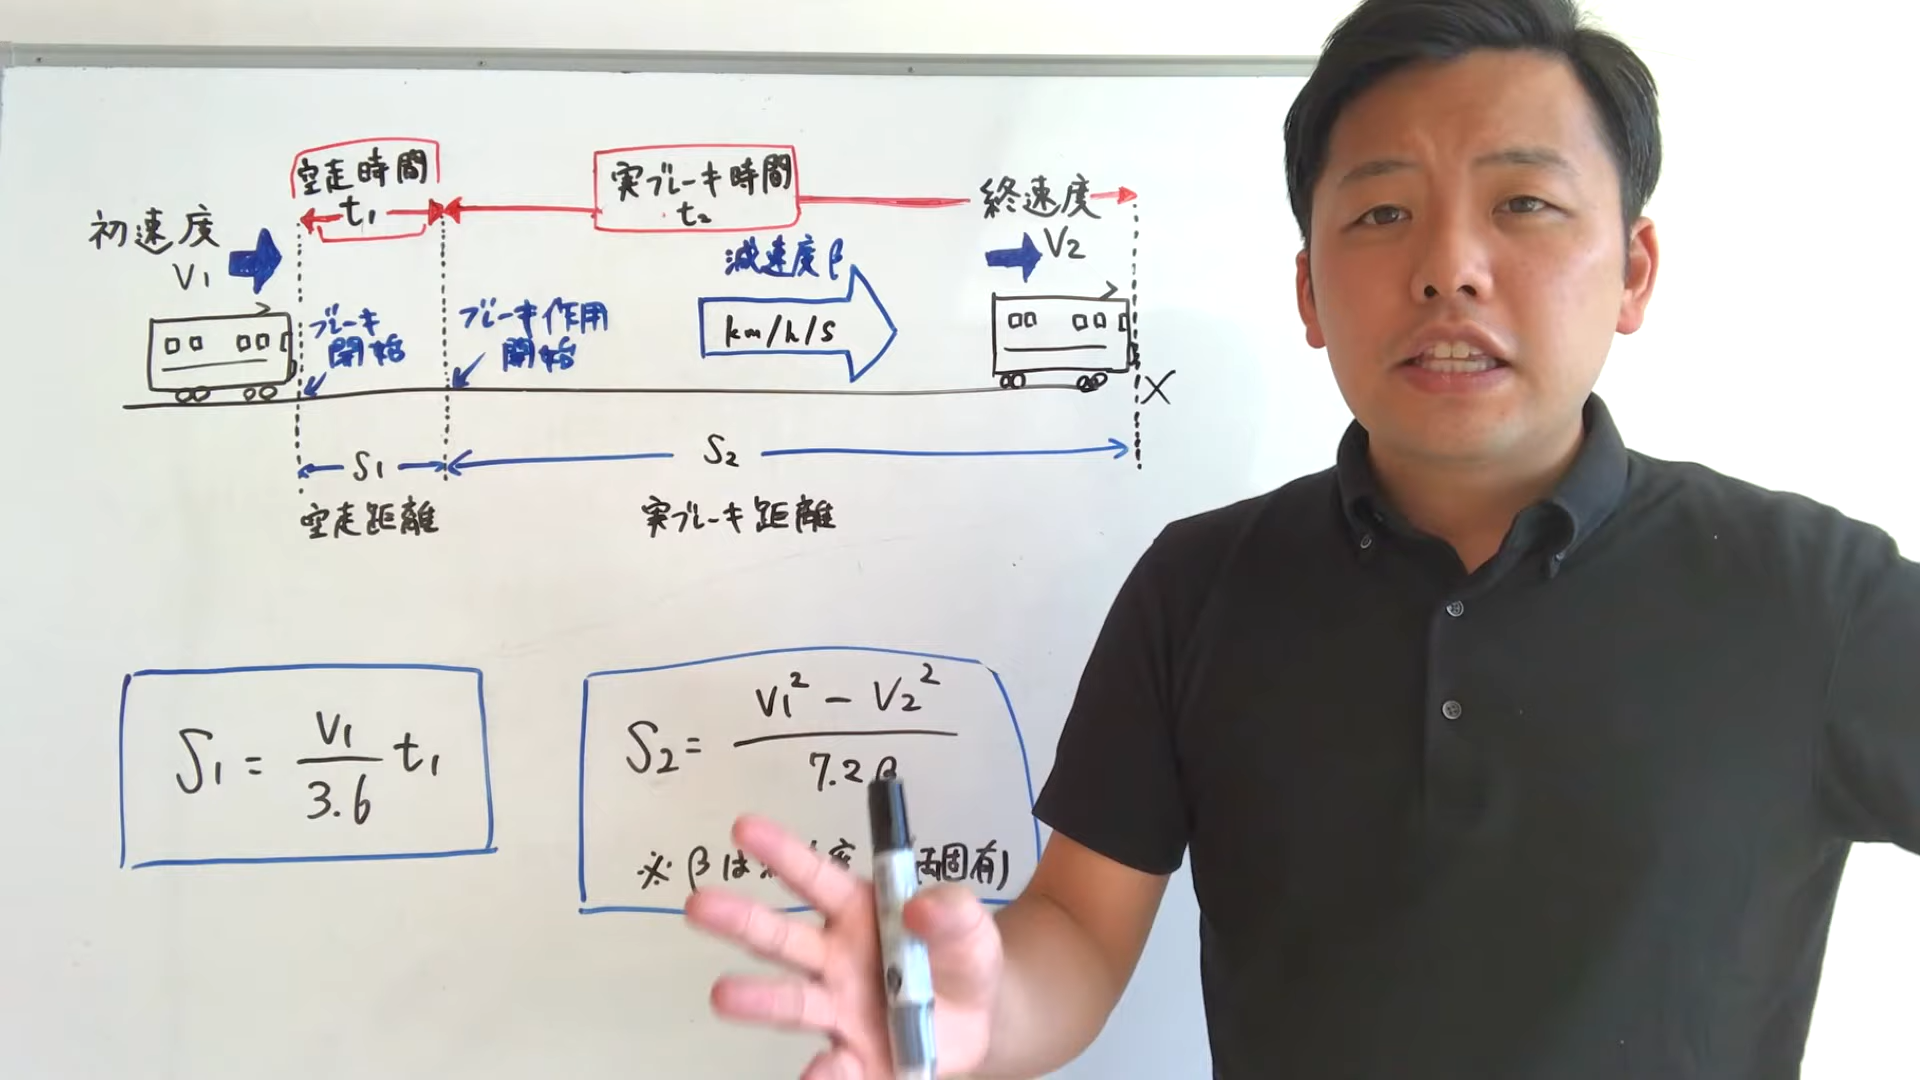 空走時間
t₁
実ブレーキ時間
t₂
初速度
V₁
終速度
V₂
減速度 β
km/h/s
ブレーキ
開始
ブレーキ作用
開始
X
S₁
S₂
空走距離
実ブレーキ距離
S₁ = V₁/3.6 t₁
S₂ = V₁² − V₂²/7.2β
※ βは 度 両固有)